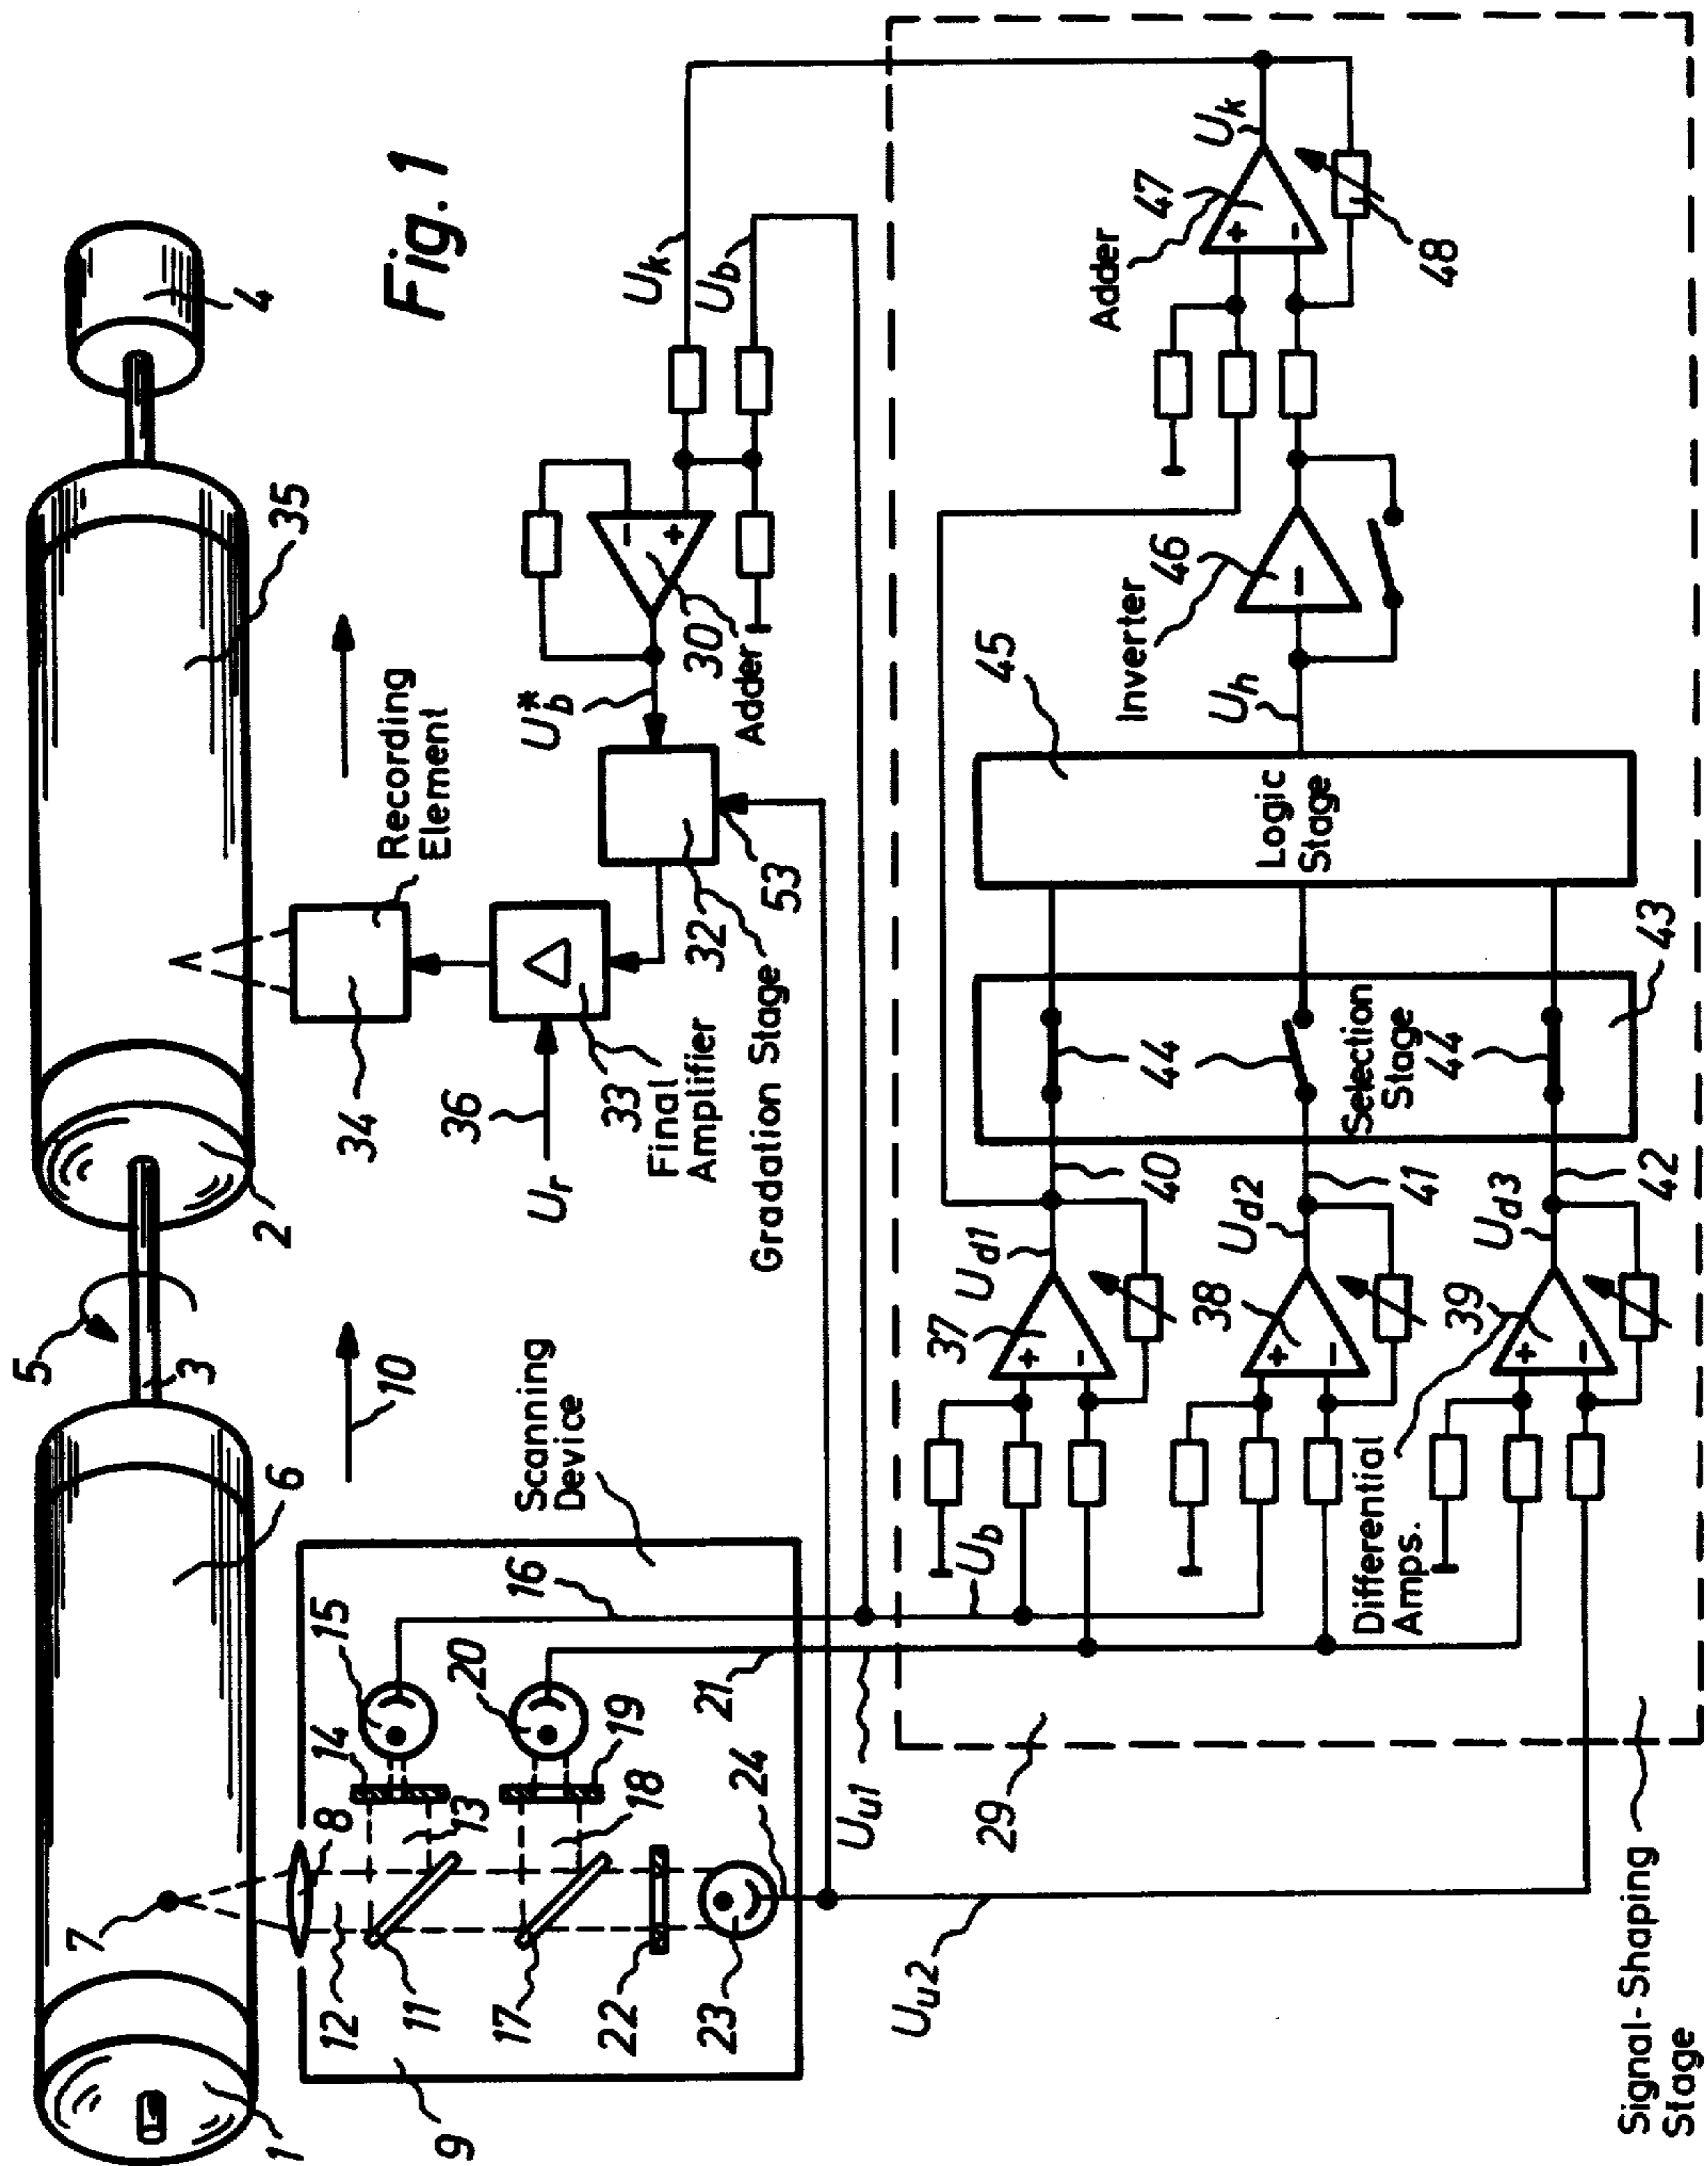 Fig. 1
1
2
3
4
5
6
7
8
9
10
11
12
13
14
15
16
17
18
19
20
21
22
23
24
Scanning
Device
35
34
Recording
Element
36
Ur
33
Final
Amplifier
32
Gradation Stage
53
Ub*
30
Adder
Uk
Ub
Uu1
Uu2
29
Signal-Shaping
Stage
Ub
37
38
39
Differential
Amps.
Ud1
Ud2
Ud3
40
41
42
43
44
44
Selection
Stage
44
45
Logic
Stage
Uh
Inverter
46
Adder
47
48
Uk
+
-
+
-
+
-
-
+
-
-
+